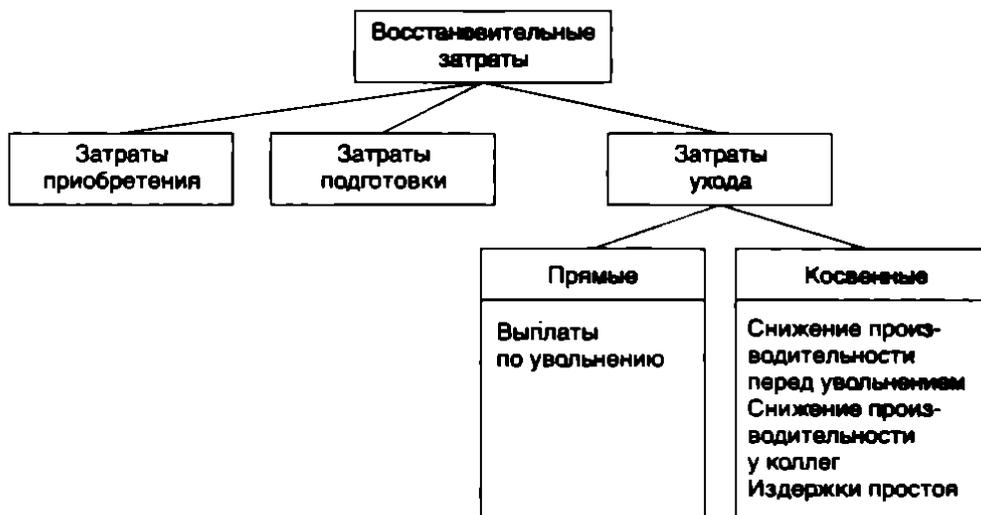 Восстановительные
затраты
Затраты
приобретения
Затраты
подготовки
Затраты
ухода
Прямые
Выплаты
по увольнению
Косвенные
Снижение произ-
водительности
перед увольнением
Снижение произ-
водительности
у коллег
Издержки простоя